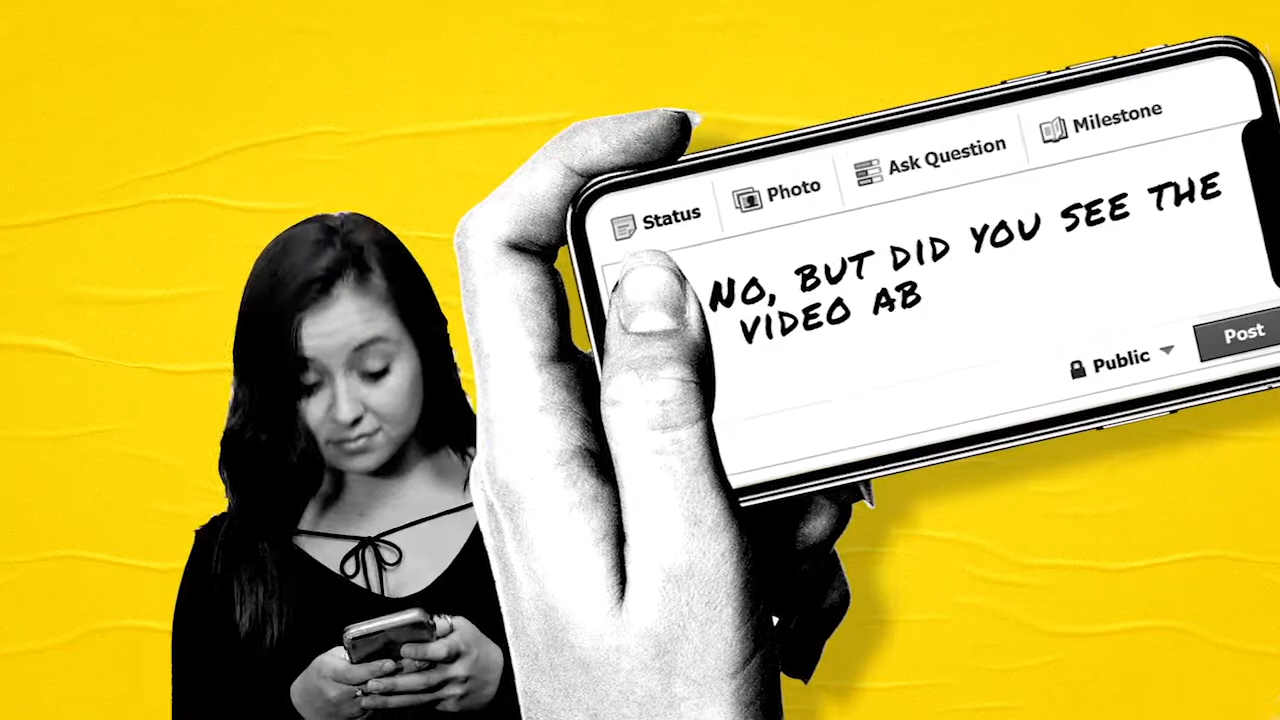 Status Photo Ask Question Milestone
NO, BUT DID YOU SEE THE
VIDEO AB
Public
Post